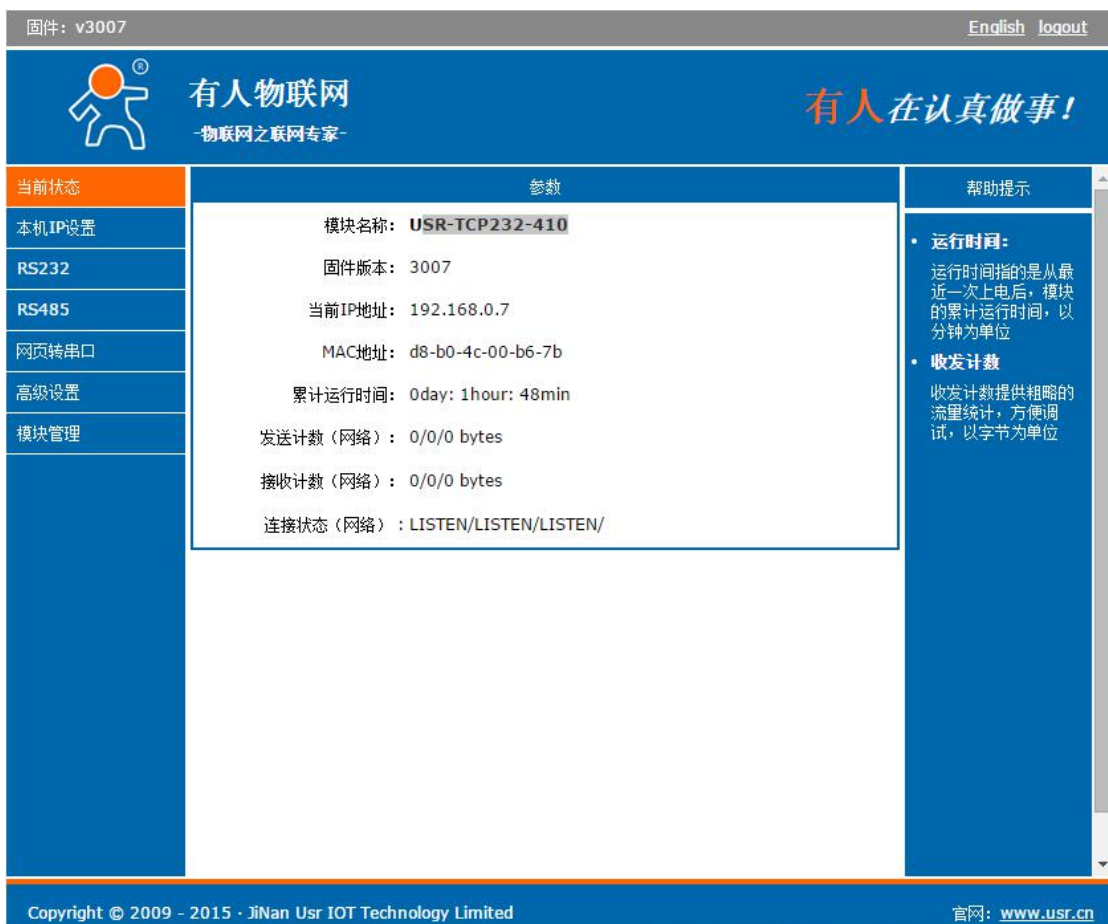 固件：v3007
English logout
®
有人物联网
-物联网之联网专家-
有人在认真做事!
当前状态
本机IP设置
RS232
RS485
网页转串口
高级设置
模块管理
参数
模块名称： USR-TCP232-410
固件版本： 3007
当前IP地址： 192.168.0.7
MAC地址： d8-b0-4c-00-b6-7b
累计运行时间： 0day: 1hour: 48min
发送计数（网络）： 0/0/0 bytes
接收计数（网络）： 0/0/0 bytes
连接状态（网络）：LISTEN/LISTEN/LISTEN/
帮助提示
• 运行时间：
运行时间指的是从最
近一次上电后，模块
的累计运行时间，以
分钟为单位
• 收发计数
收发计数提供粗略的
流量统计，方便调
试，以字节为单位
Copyright © 2009 - 2015 · JiNan Usr IOT Technology Limited
官网：www.usr.cn